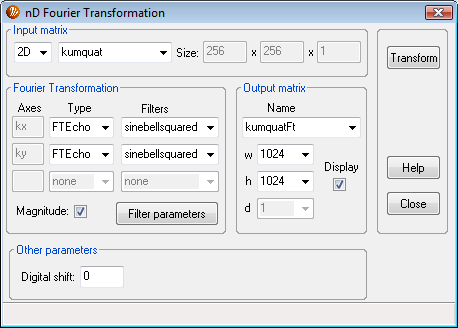 nD Fourier Transformation
Input matrix
2D kumquat Size: 256 x 256 x 1
Transform
Fourier Transformation
Axes Type Filters
kx FTEcho sinebellsquared
ky FTEcho sinebellsquared
none none
Magnitude: Filter parameters
Output matrix
Name
kumquatFt
w 1024
h 1024
Display
d 1
Help
Close
Other parameters
Digital shift: 0